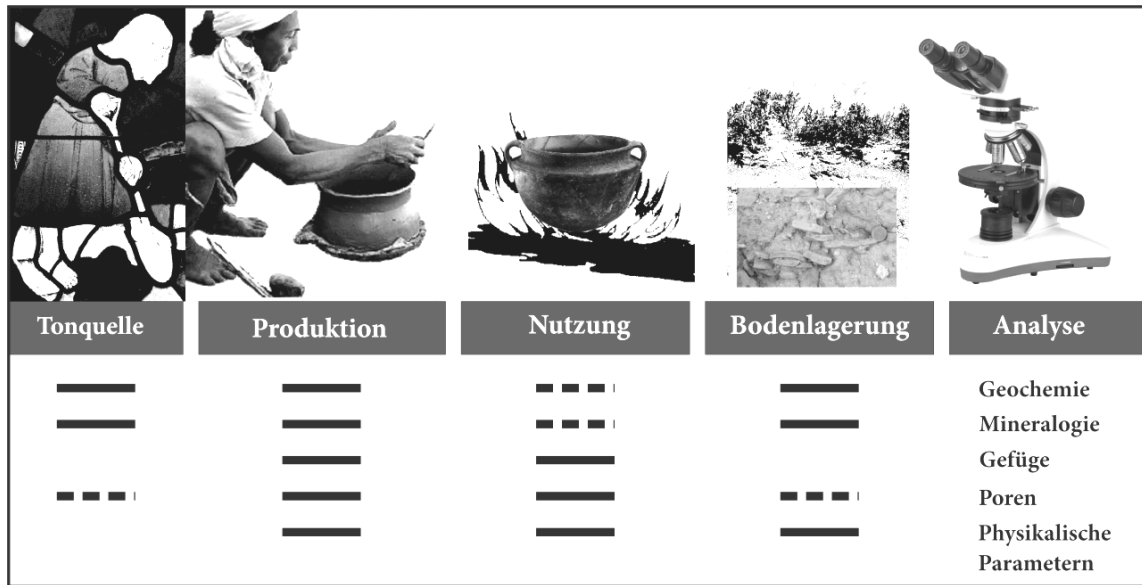 Tonquelle
Produktion
Nutzung
Bodenlagerung
Analyse
Geochemie
Mineralogie
Gefüge
Poren
Physikalische
Parametern